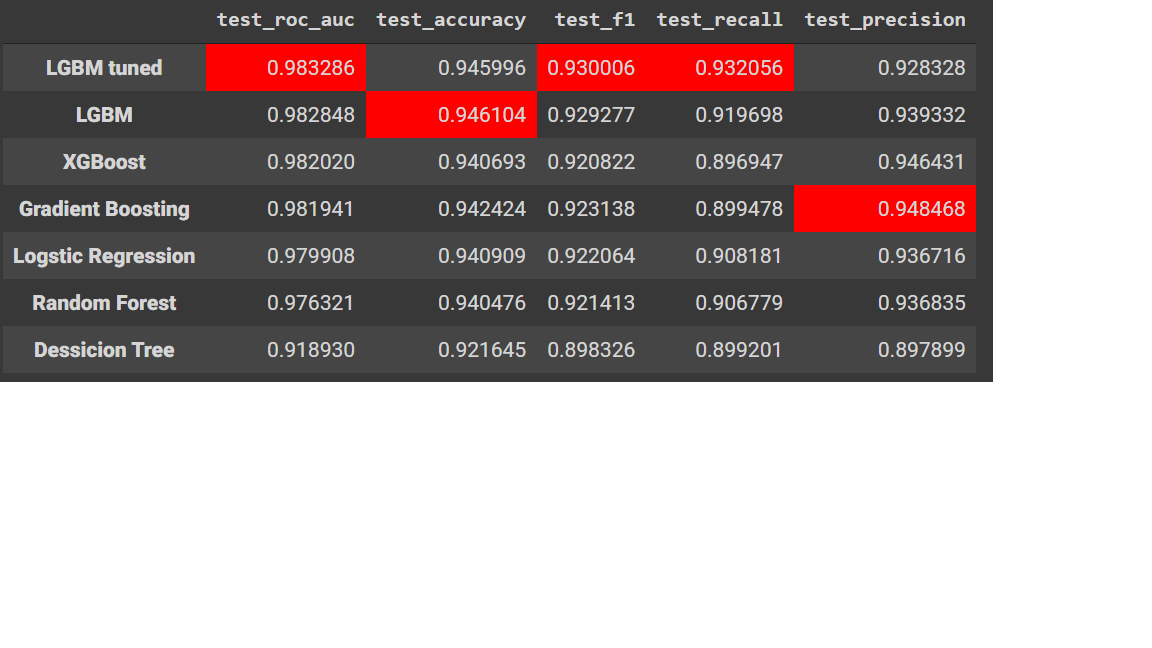 test_roc_auc test_accuracy test_f1 test_recall test_precision
LGBM tuned 0.983286 0.945996 0.930006 0.932056 0.928328
LGBM 0.982848 0.946104 0.929277 0.919698 0.939332
XGBoost 0.982020 0.940693 0.920822 0.896947 0.946431
Gradient Boosting 0.981941 0.942424 0.923138 0.899478 0.948468
Logstic Regression 0.979908 0.940909 0.922064 0.908181 0.936716
Random Forest 0.976321 0.940476 0.921413 0.906779 0.936835
Dessicion Tree 0.918930 0.921645 0.898326 0.899201 0.897899